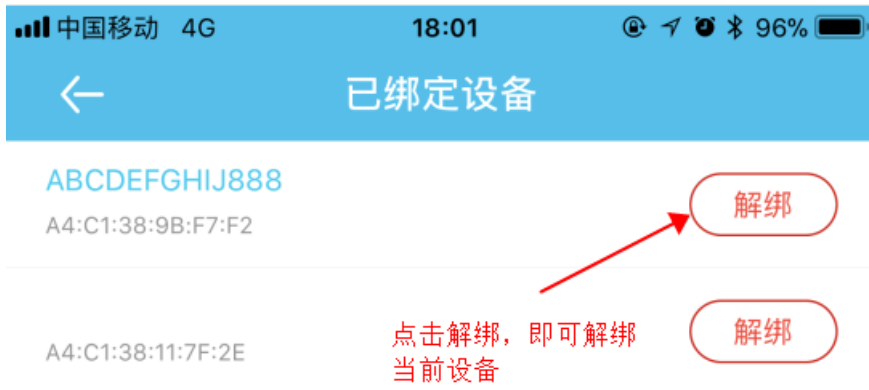 中国移动 4G 18:01 96%
已绑定设备
ABCDEFGHIJ888
A4:C1:38:9B:F7:F2
解绑
点击解绑，即可解绑
当前设备
A4:C1:38:11:7F:2E
解绑